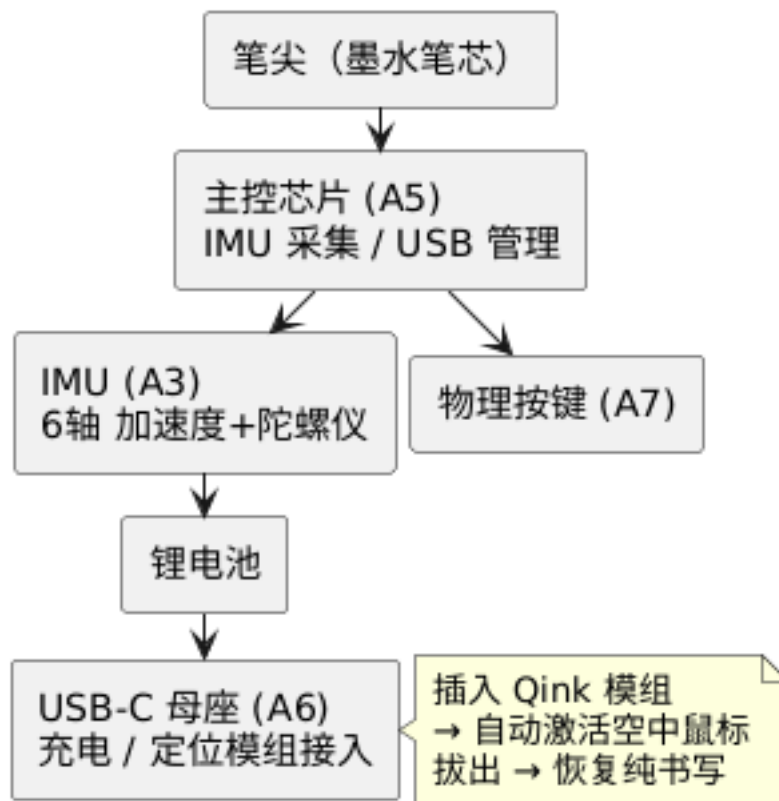 笔尖（墨水笔芯）
主控芯片 (A5)
IMU 采集 / USB 管理
IMU (A3)
6轴 加速度+陀螺仪
物理按键 (A7)
锂电池
USB-C 母座 (A6)
充电 / 定位模组接入
插入 Qink 模组
→ 自动激活空中鼠标
拔出 → 恢复纯书写